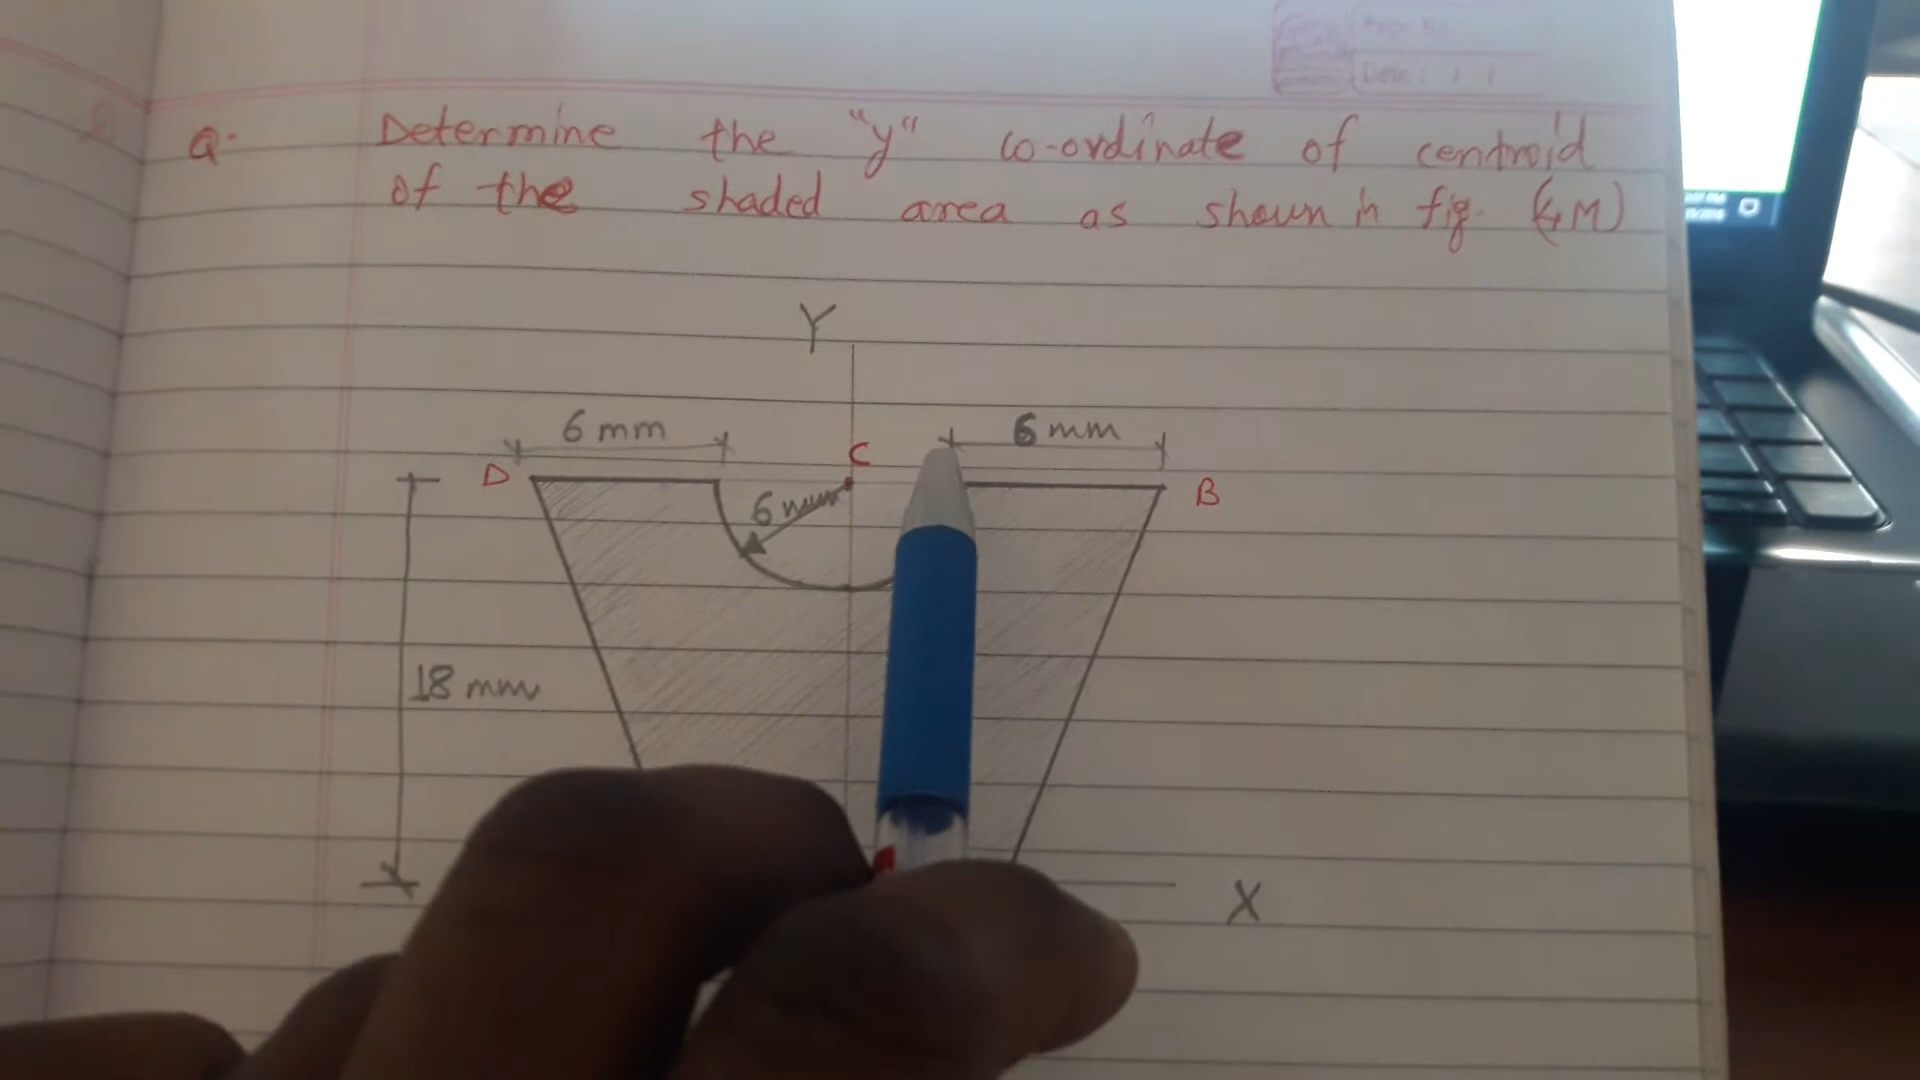 Q. Determine the "y" co-ordinate of centroid
of the shaded area as shown in fig. (4M)
Y
6 mm
6 mm
C
D
6 mm
B
18 mm
X